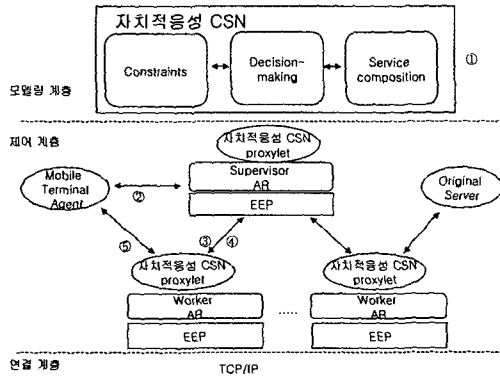 자치적응성 CSN
Constraints
Decision-
making
Service
composition
①
모델링 계층
제어 계층
자치적응성 CSN
proxylet
Supervisor
AR
EEP
Mobile
Terminal
Agent
②
Original
Server
⑤
③ ④
자치적응성 CSN
proxylet
Worker
AR
EEP
.....
자치적응성 CSN
proxylet
Worker
AR
EEP
연결 계층
TCP/IP